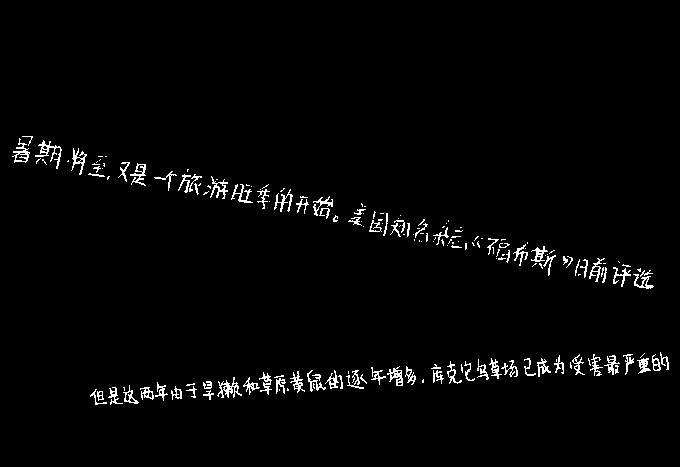 暑期将至,又是一个旅游旺季的开始。美国知名杂志,《福布斯》日前评选
但是这两年由于旱獭和草原黄鼠的逐年增多,库克它乌草场已成为受害最严重的